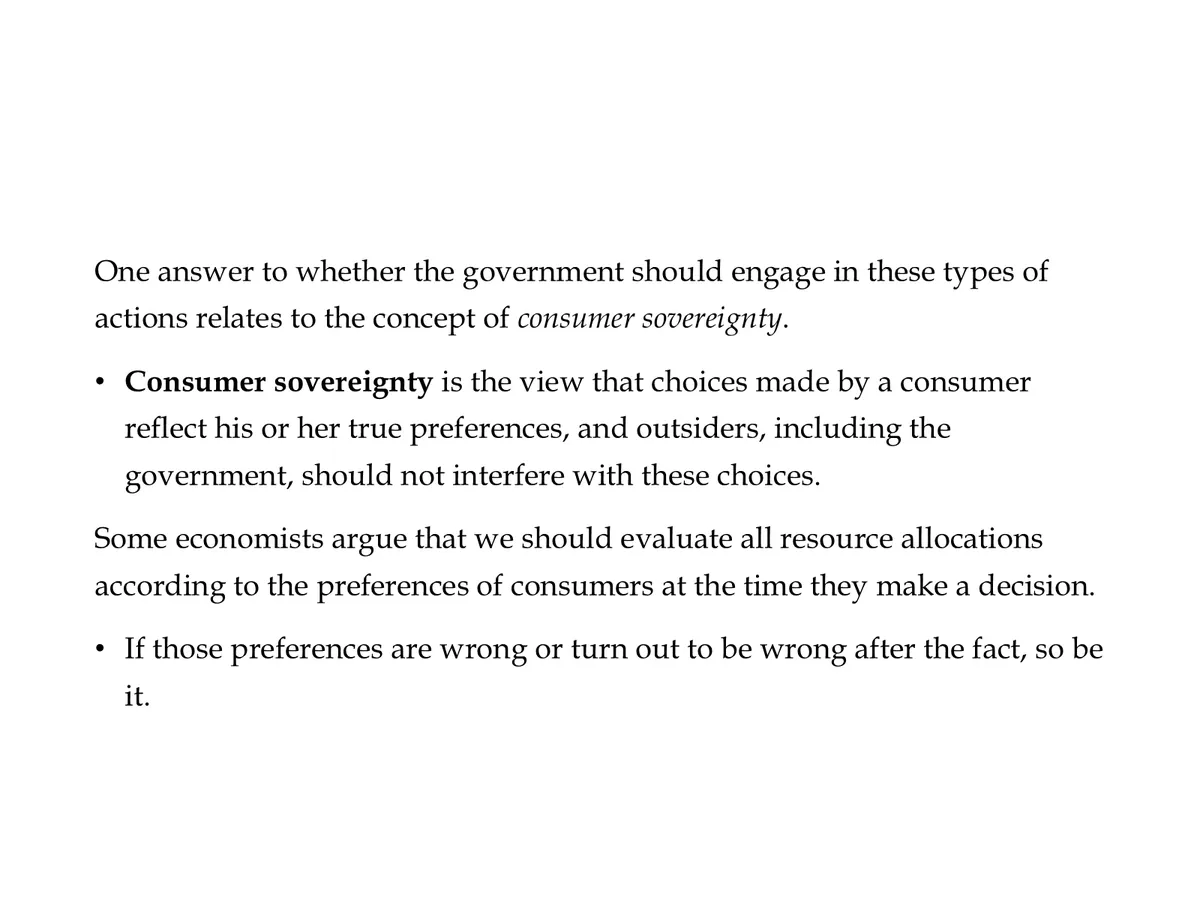 One answer to whether the government should engage in these types of
actions relates to the concept of consumer sovereignty.
• Consumer sovereignty is the view that choices made by a consumer
reflect his or her true preferences, and outsiders, including the
government, should not interfere with these choices.
Some economists argue that we should evaluate all resource allocations
according to the preferences of consumers at the time they make a decision.
• If those preferences are wrong or turn out to be wrong after the fact, so be
it.